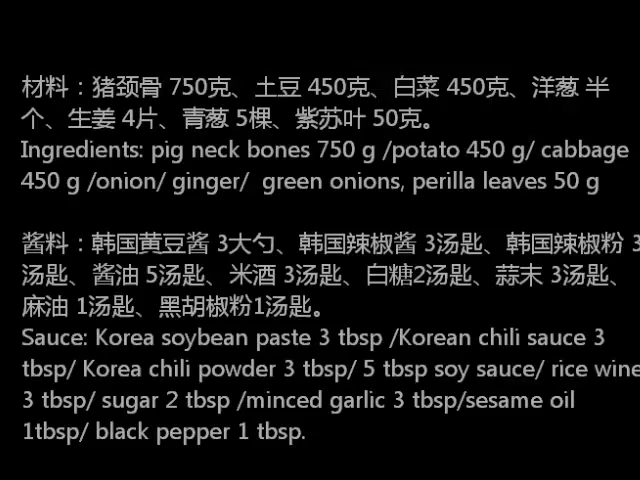 材料：猪颈骨 750克、土豆 450克、白菜 450克、洋葱 半
个、生姜 4片、青葱 5棵、紫苏叶 50克。
Ingredients: pig neck bones 750 g /potato 450 g/ cabbage
450 g /onion/ ginger/  green onions, perilla leaves 50 g
酱料：韩国黄豆酱 3大勺、韩国辣椒酱 3汤匙、韩国辣椒粉 3
汤匙、酱油 5汤匙、米酒 3汤匙、白糖2汤匙、蒜末 3汤匙、
麻油 1汤匙、黑胡椒粉1汤匙。
Sauce: Korea soybean paste 3 tbsp /Korean chili sauce 3
tbsp/ Korea chili powder 3 tbsp/ 5 tbsp soy sauce/ rice wine
3 tbsp/ sugar 2 tbsp /minced garlic 3 tbsp/sesame oil
1tbsp/ black pepper 1 tbsp.